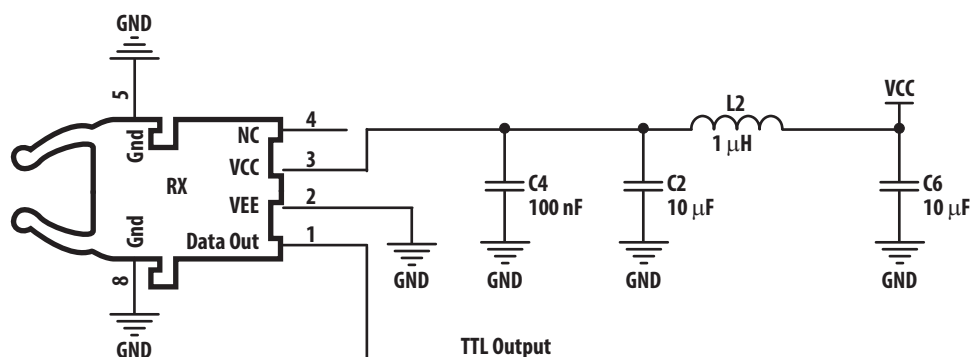 GND
5
Gnd
NC
4
VCC
3
RX
VEE
2
Data Out
1
Gnd
8
GND
GND
C4
100 nF
GND
C2
10 μF
GND
L2
1 μH
VCC
C6
10 μF
GND
TTL Output